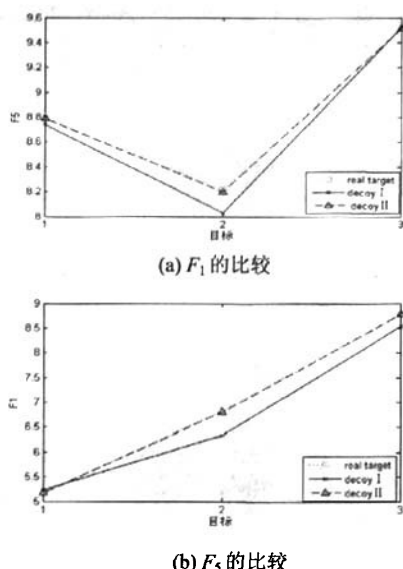 9.6
9.4
9.2
9
8.8
8.6
8.4
8.2
8
F5
1
2
3
目标
real target
decoy I
decoy II
(a) F₁ 的比较
9
8.5
8
7.5
7
6.5
6
5.5
5
F1
1
2
3
目标
real target
decoy I
decoy II
(b) F₅ 的比较